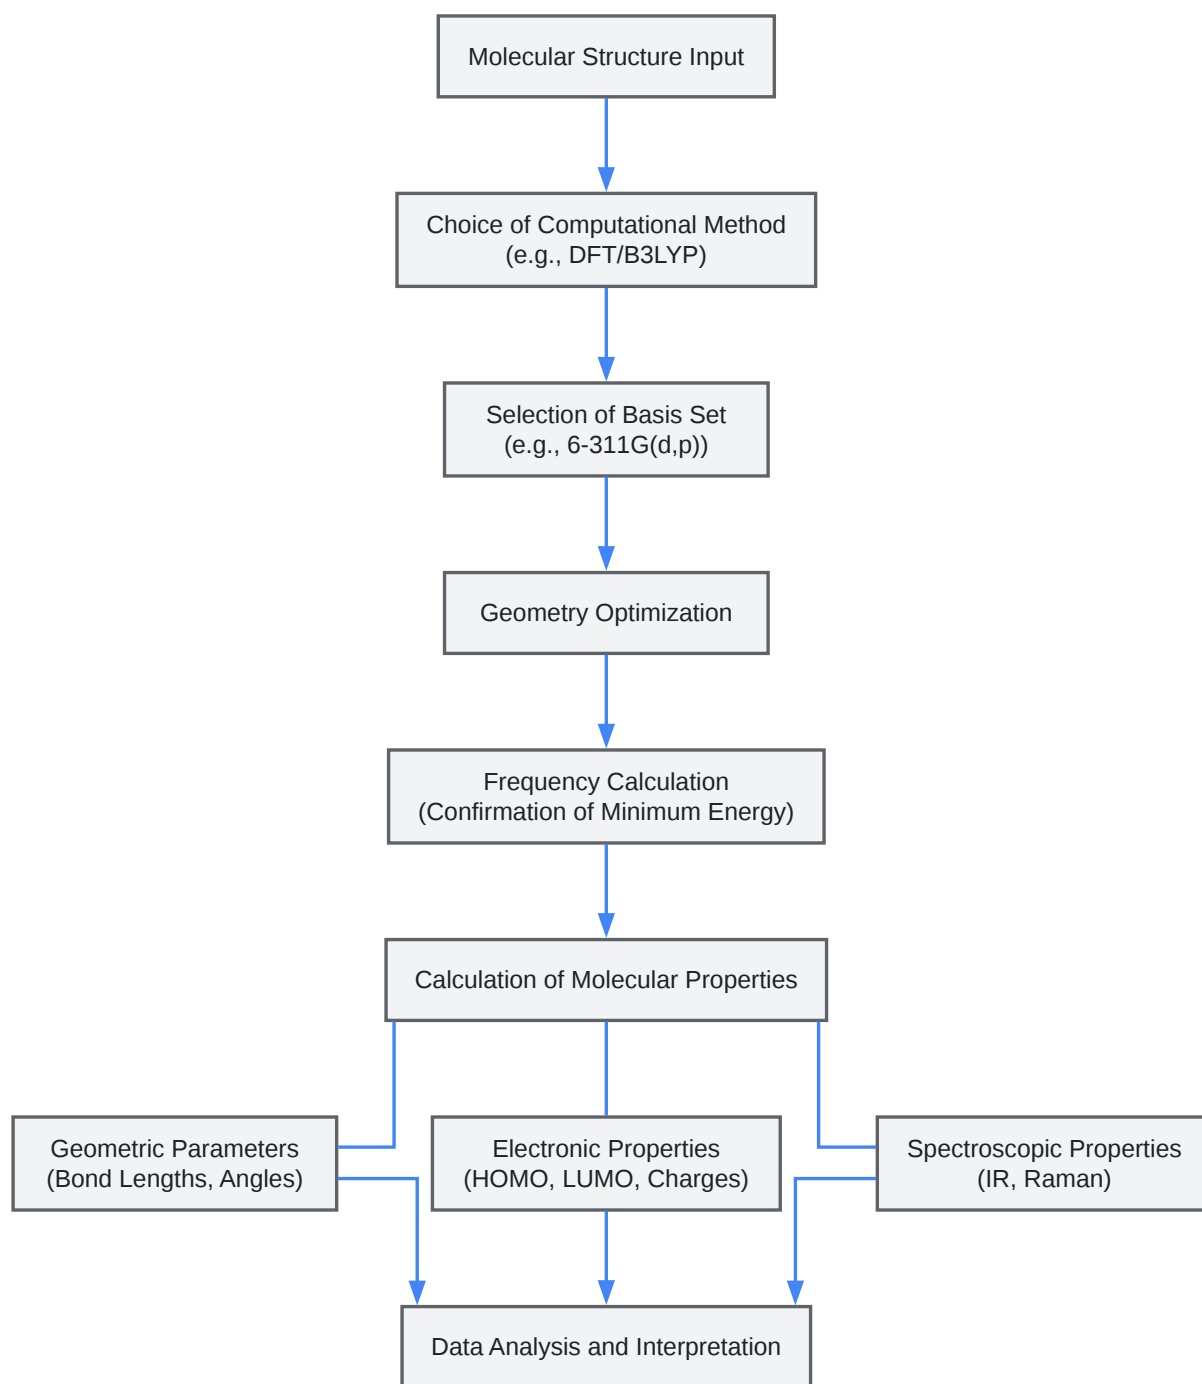 Molecular Structure Input
Choice of Computational Method
(e.g., DFT/B3LYP)
Selection of Basis Set
(e.g., 6-311G(d,p))
Geometry Optimization
Frequency Calculation
(Confirmation of Minimum Energy)
Calculation of Molecular Properties
Geometric Parameters
(Bond Lengths, Angles)
Electronic Properties
(HOMO, LUMO, Charges)
Spectroscopic Properties
(IR, Raman)
Data Analysis and Interpretation